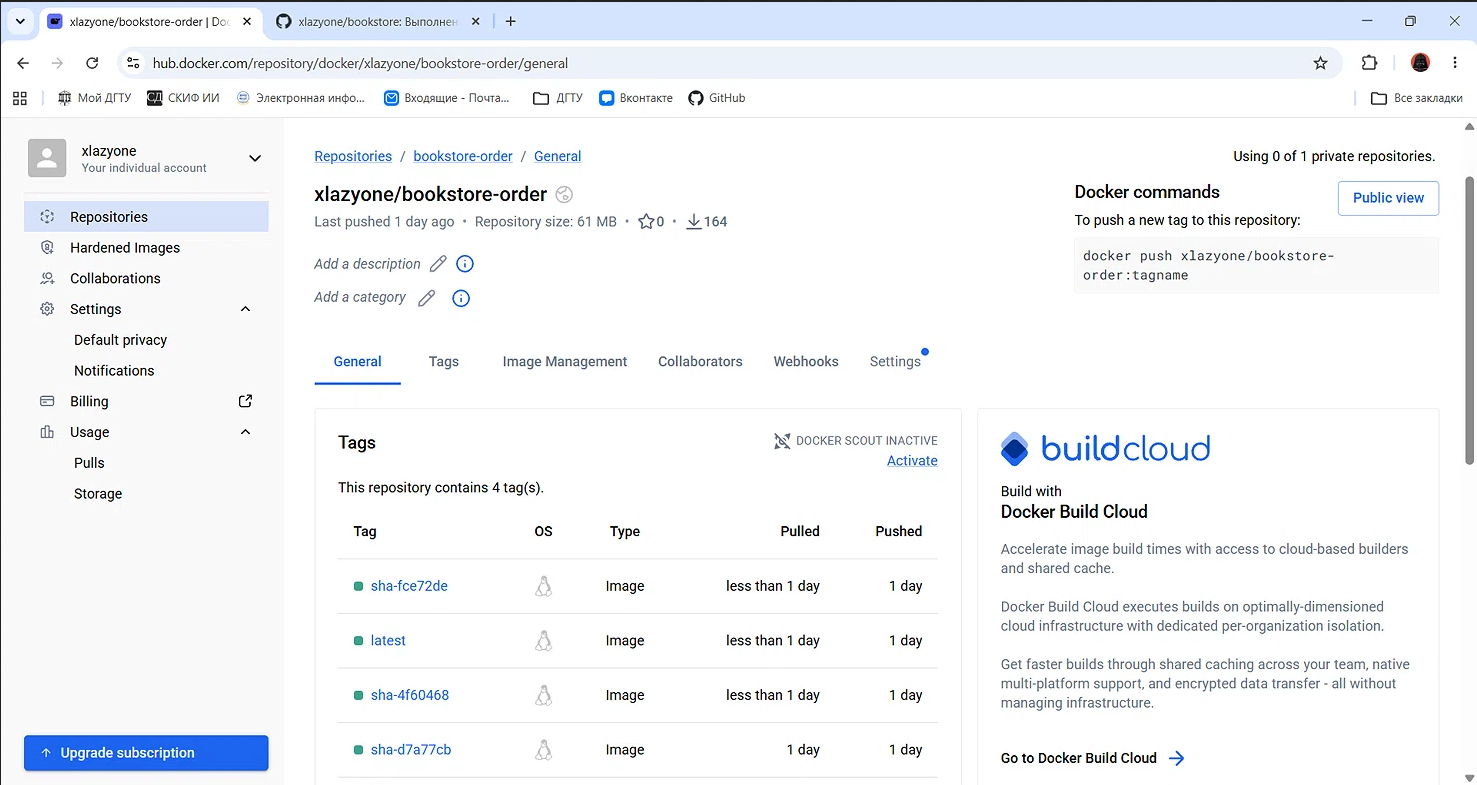 xlazyone/bookstore-order | Doc
xlazyone/bookstore: Выполнен
hub.docker.com/repository/docker/xlazyone/bookstore-order/general
Мой ДГТУ
СКИФ ИИ
Электронная инфо...
Входящие - Почта...
ДГТУ
Вконтакте
GitHub
Все закладки
xlazyone
Your individual account
Repositories
Hardened Images
Collaborations
Settings
Default privacy
Notifications
Billing
Usage
Pulls
Storage
Upgrade subscription
Repositories / bookstore-order / General
Using 0 of 1 private repositories.
xlazyone/bookstore-order
Last pushed 1 day ago • Repository size: 61 MB • 0 • 164
Add a description
Add a category
Docker commands
Public view
To push a new tag to this repository:
docker push xlazyone/bookstore-
order:tagname
General Tags Image Management Collaborators Webhooks Settings
Tags
DOCKER SCOUT INACTIVE
Activate
This repository contains 4 tag(s).
Tag OS Type Pulled Pushed
sha-fce72de Image less than 1 day 1 day
latest Image less than 1 day 1 day
sha-4f60468 Image less than 1 day 1 day
sha-d7a77cb Image 1 day 1 day
buildcloud
Build with
Docker Build Cloud
Accelerate image build times with access to cloud-based builders
and shared cache.
Docker Build Cloud executes builds on optimally-dimensioned
cloud infrastructure with dedicated per-organization isolation.
Get faster builds through shared caching across your team, native
multi-platform support, and encrypted data transfer - all without
managing infrastructure.
Go to Docker Build Cloud